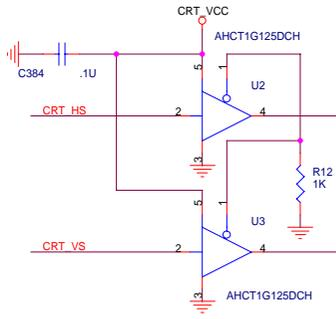 CRT_VCC
AHCT1G125DCH
C384 .1U
5 1 U2
CRT_HS 2 4
3
R12
1K
5 1 U3
CRT_VS 2 4
3
AHCT1G125DCH